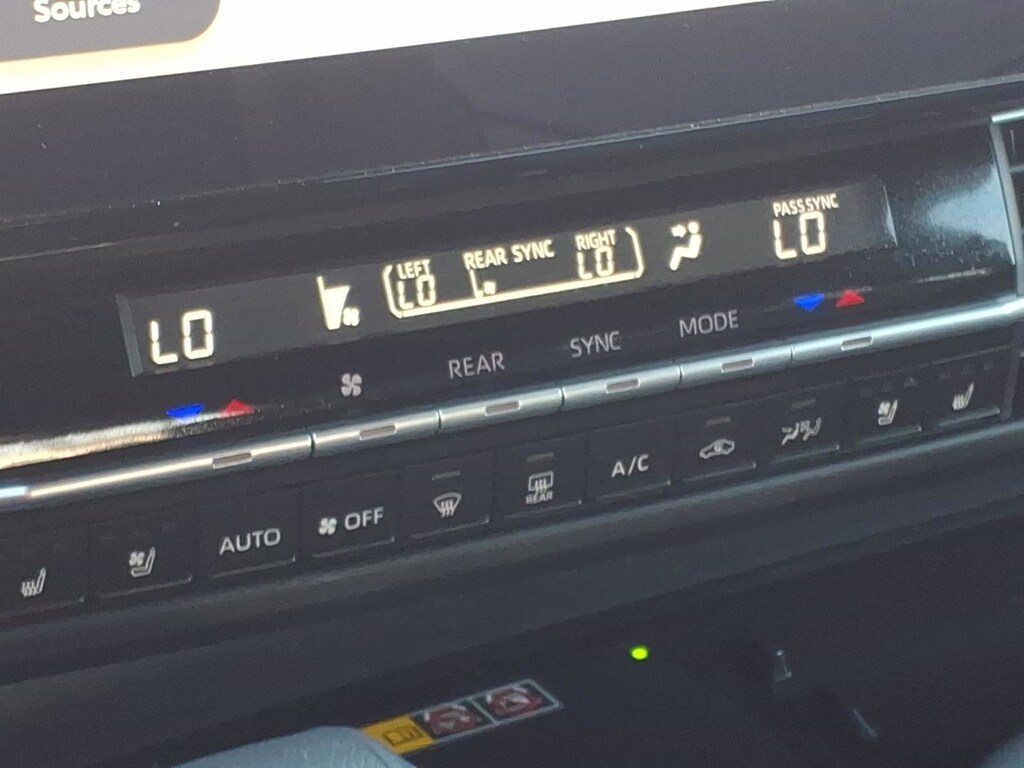 Sources
PASS SYNC
LO
LEFT
LO
REAR SYNC
RIGHT
LO
LO
REAR
SYNC
MODE
AUTO
OFF
REAR
A/C